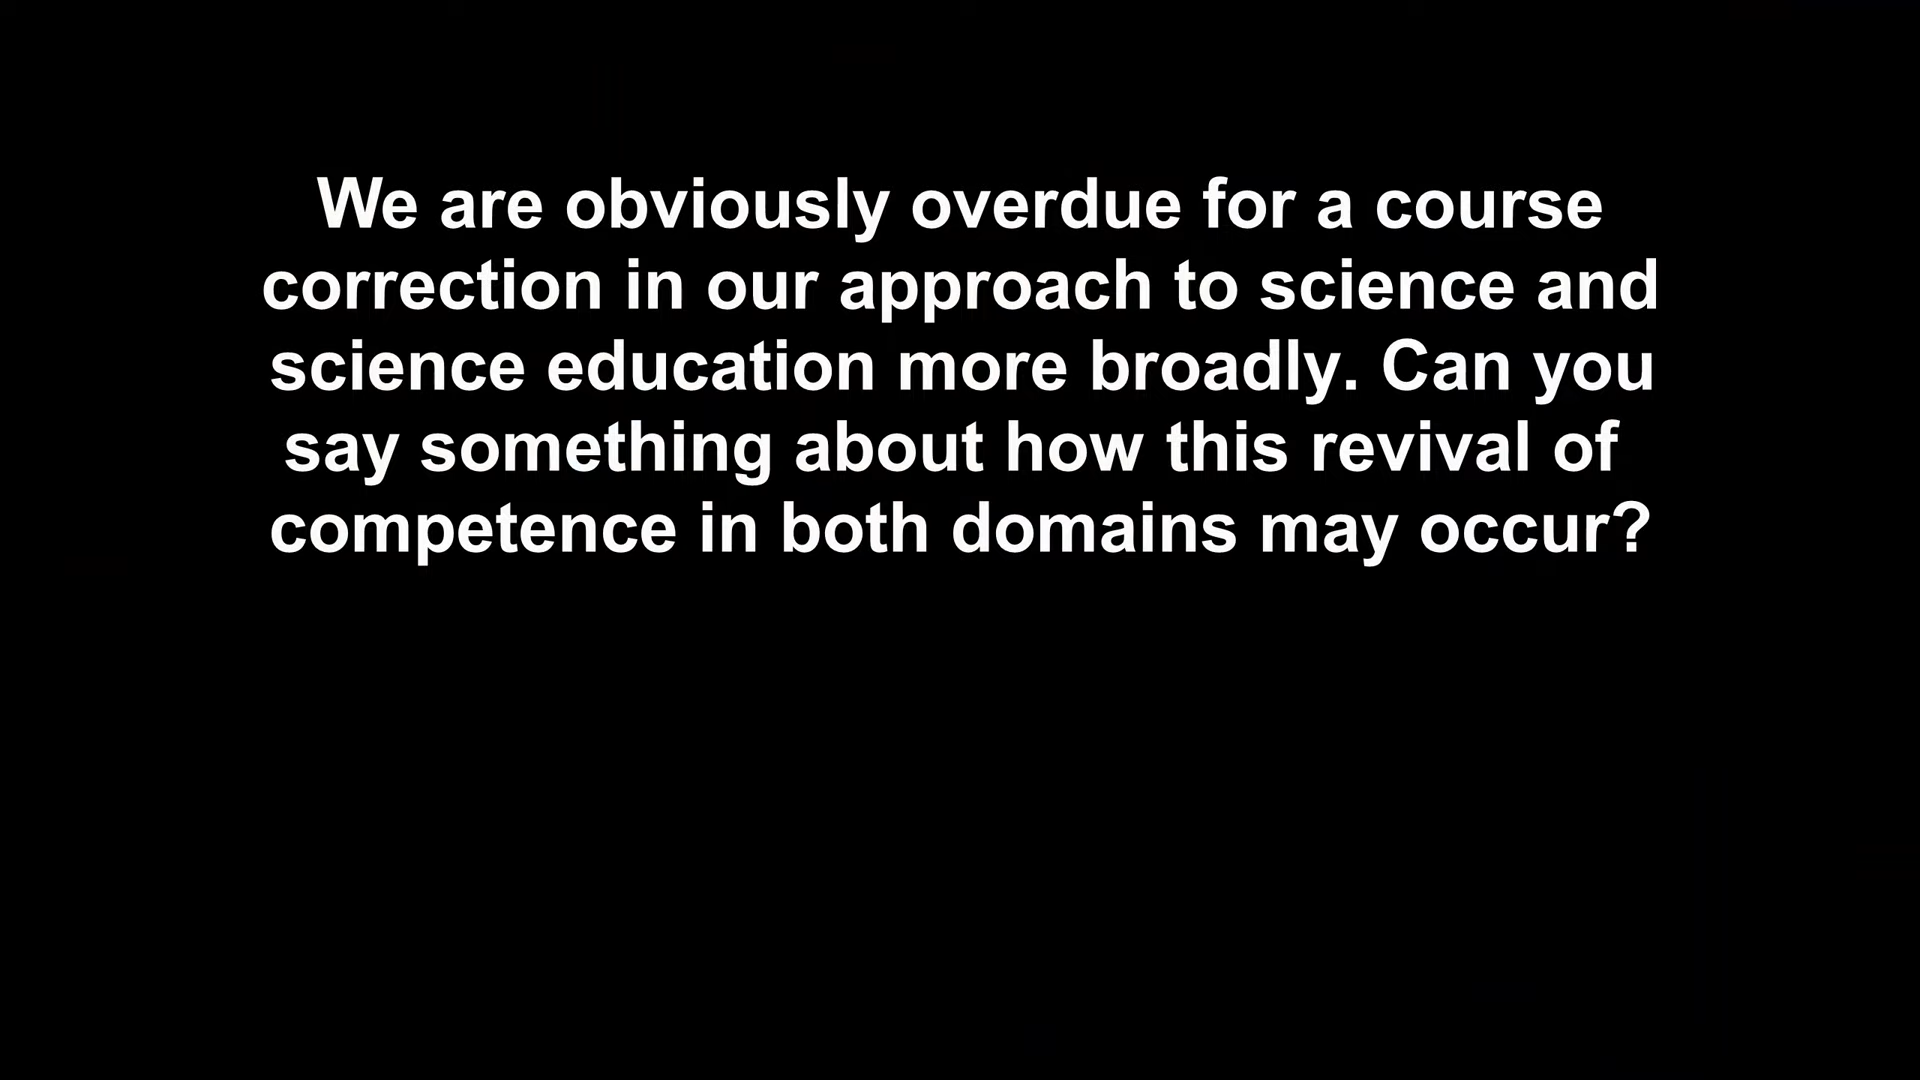 We are obviously overdue for a course
correction in our approach to science and
science education more broadly. Can you
say something about how this revival of
competence in both domains may occur?